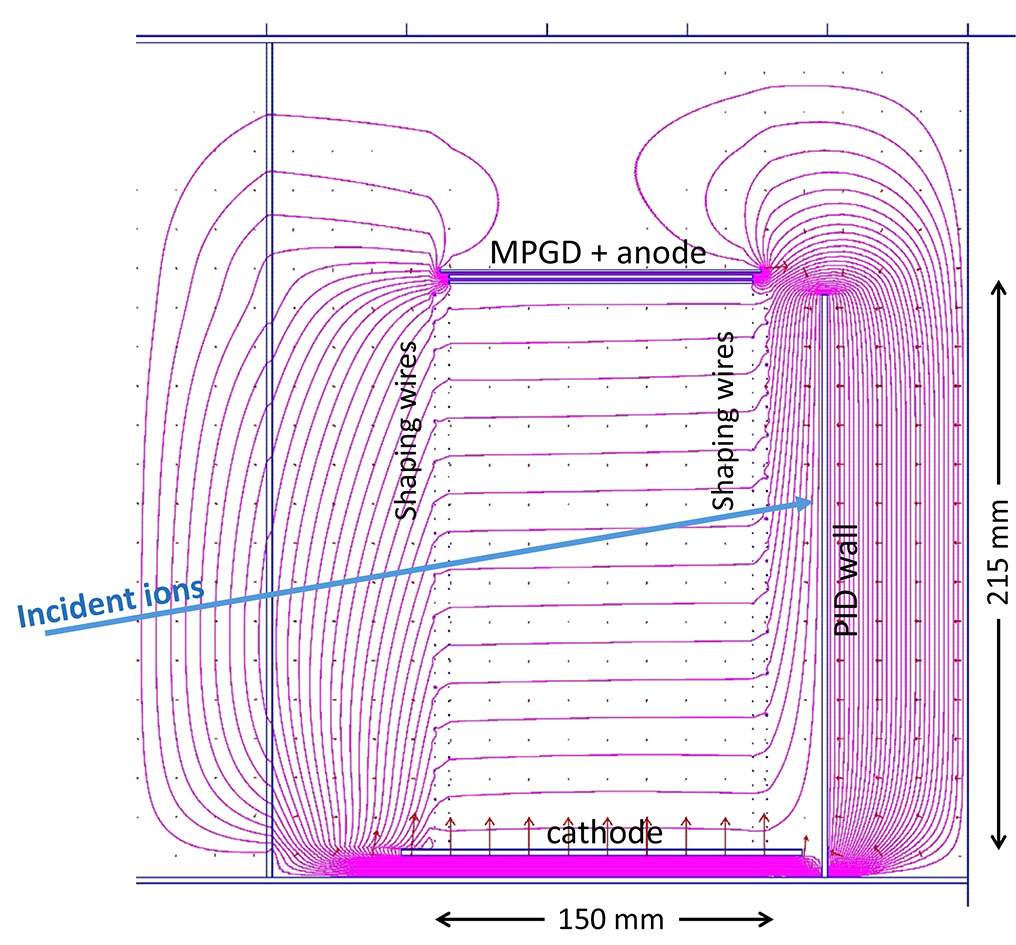 MPGD + anode
Shaping wires
Shaping wires
Incident ions
PID wall
215 mm
cathode
150 mm